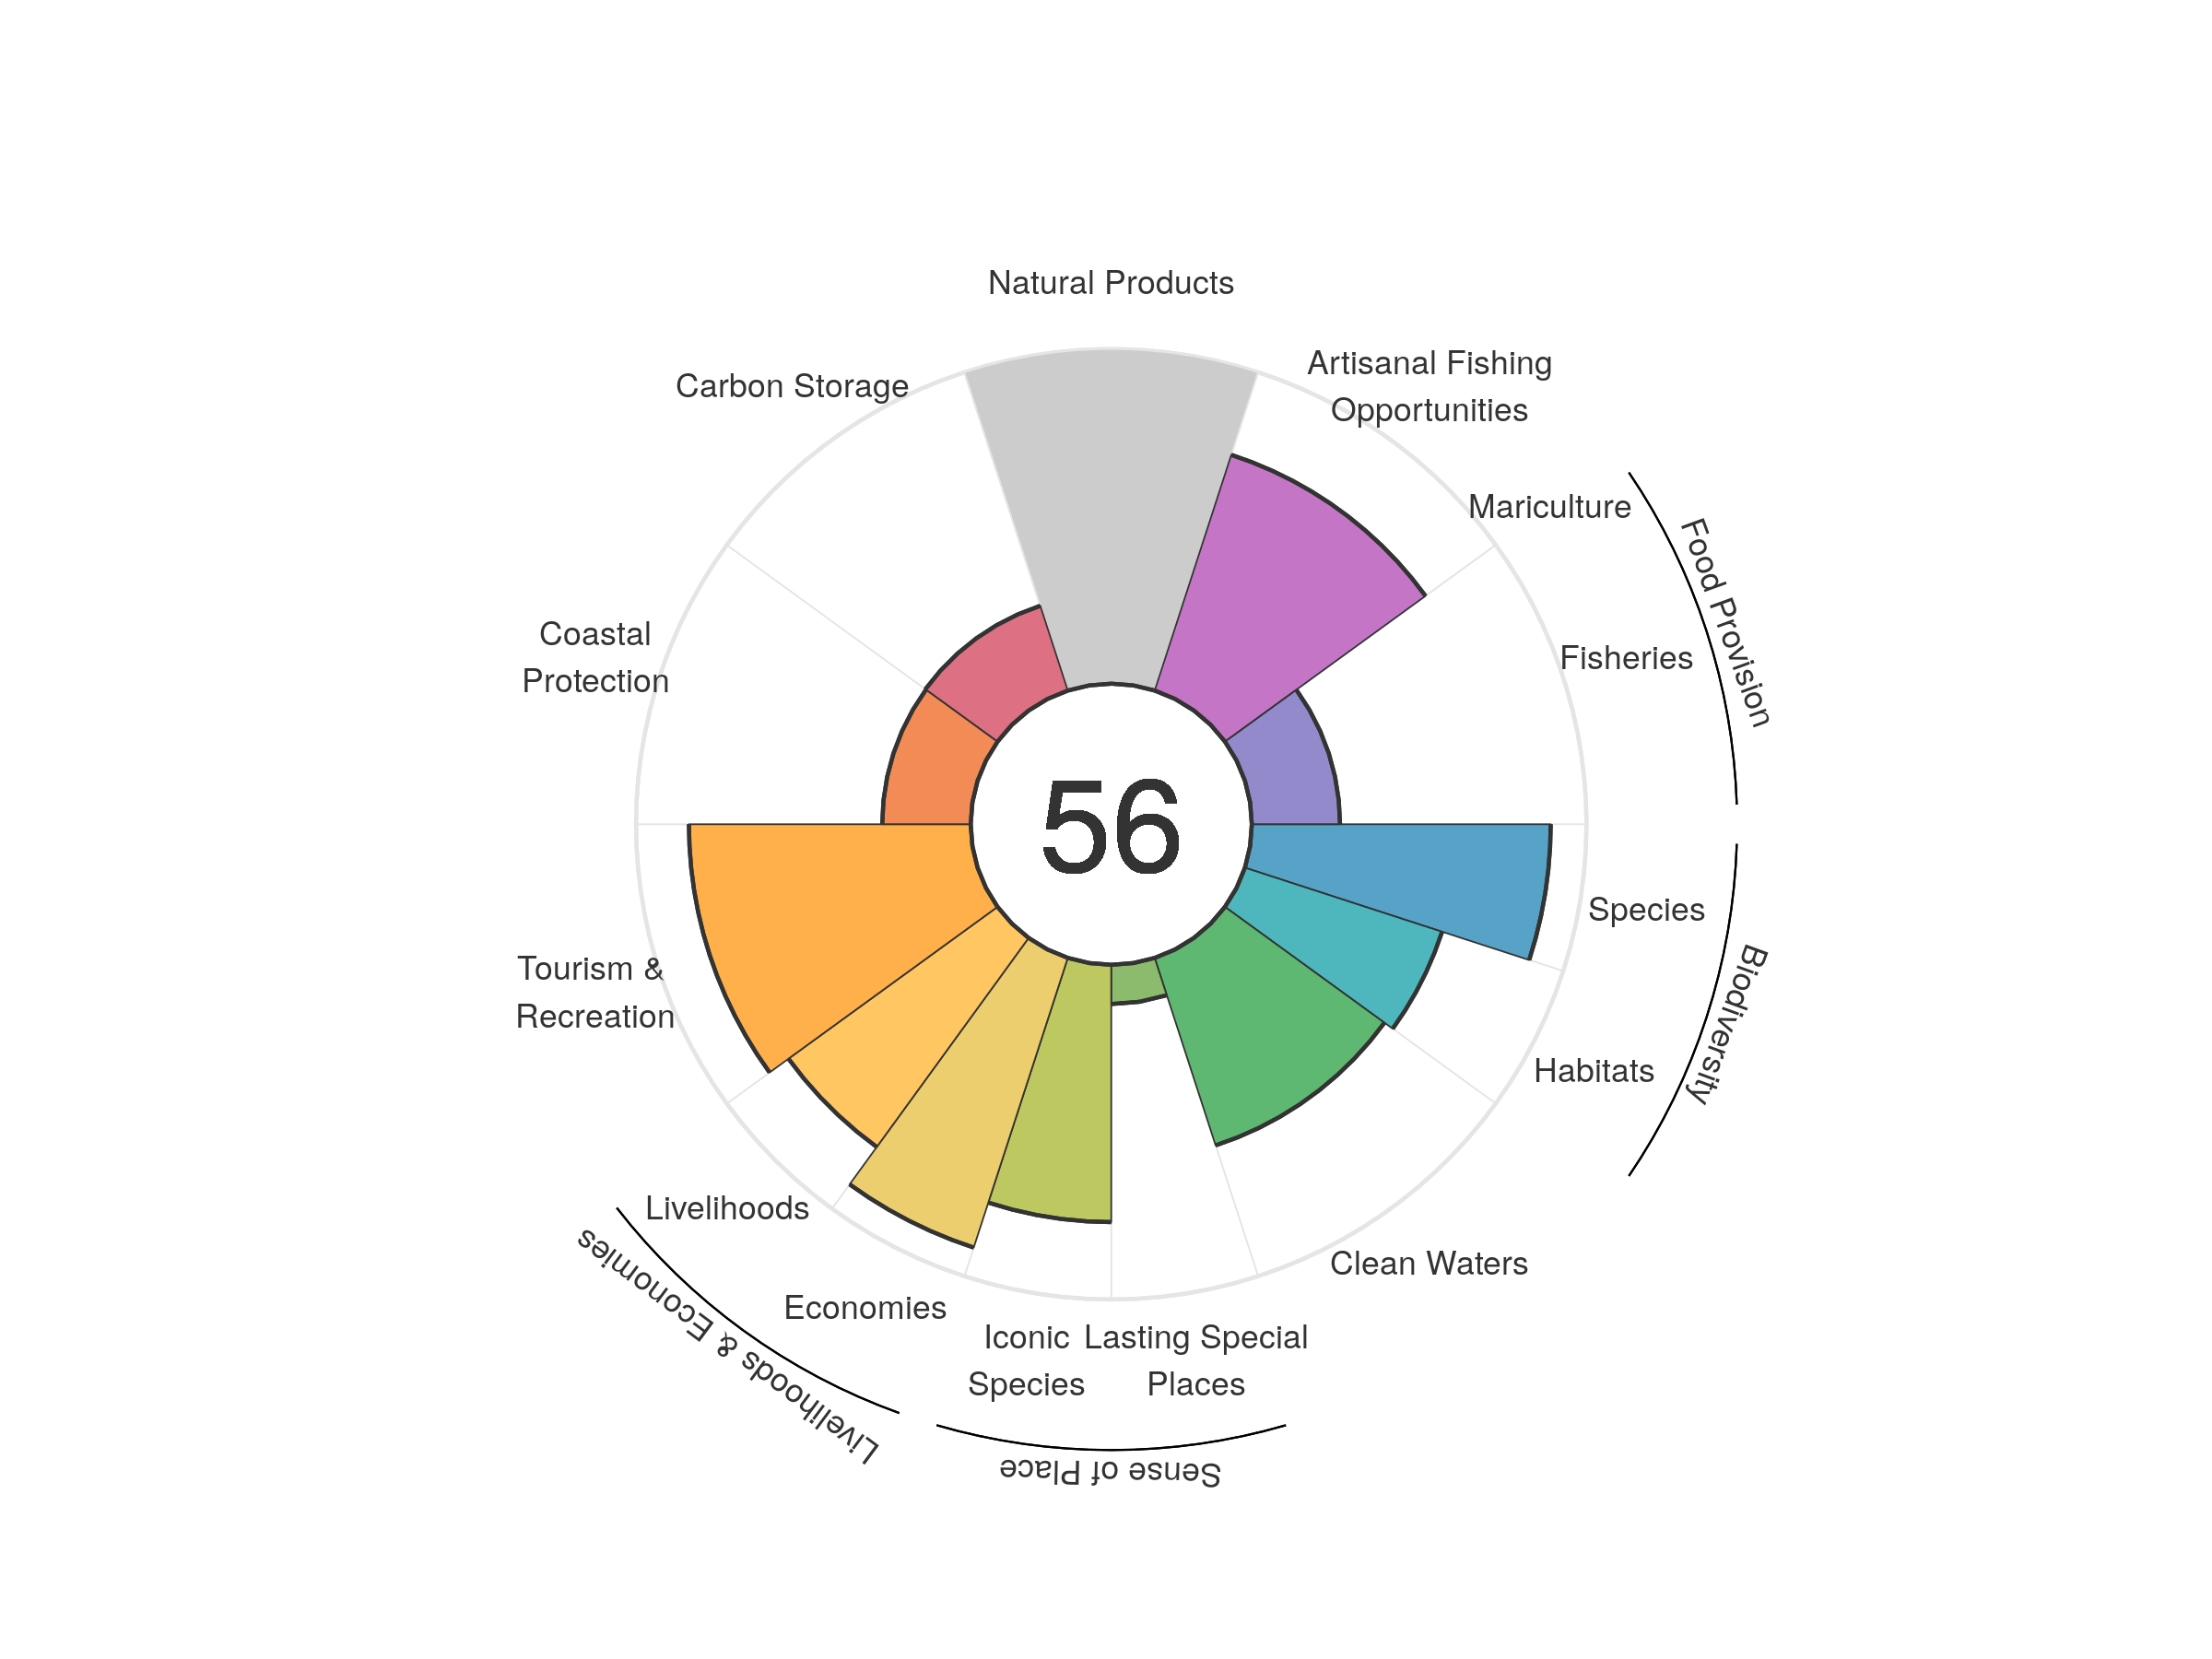 Natural Products
Artisanal Fishing
Opportunities
Carbon Storage
Mariculture
Food Provision
Coastal
Protection
Fisheries
56
Species
Biodiversity
Tourism &
Recreation
Habitats
Livelihoods
Clean Waters
Livelihoods & Economies
Economies
Iconic
Species
Lasting Special
Places
Sense of Place